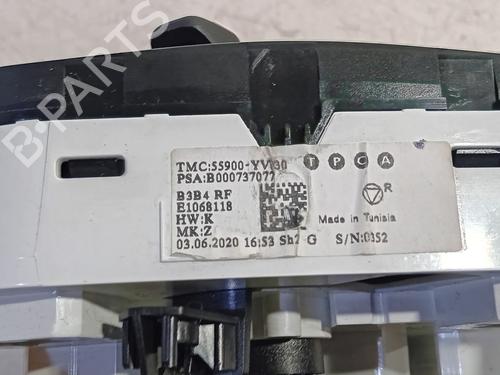 B-PARTS
TMC:55900-YV130
PSA:B000737077
T P C A
B3B4 RF
E1068118
HW:K
MK:Z
R
Made in Tunisia
03.06.2020 16:53 Sh2 G S/N:0352